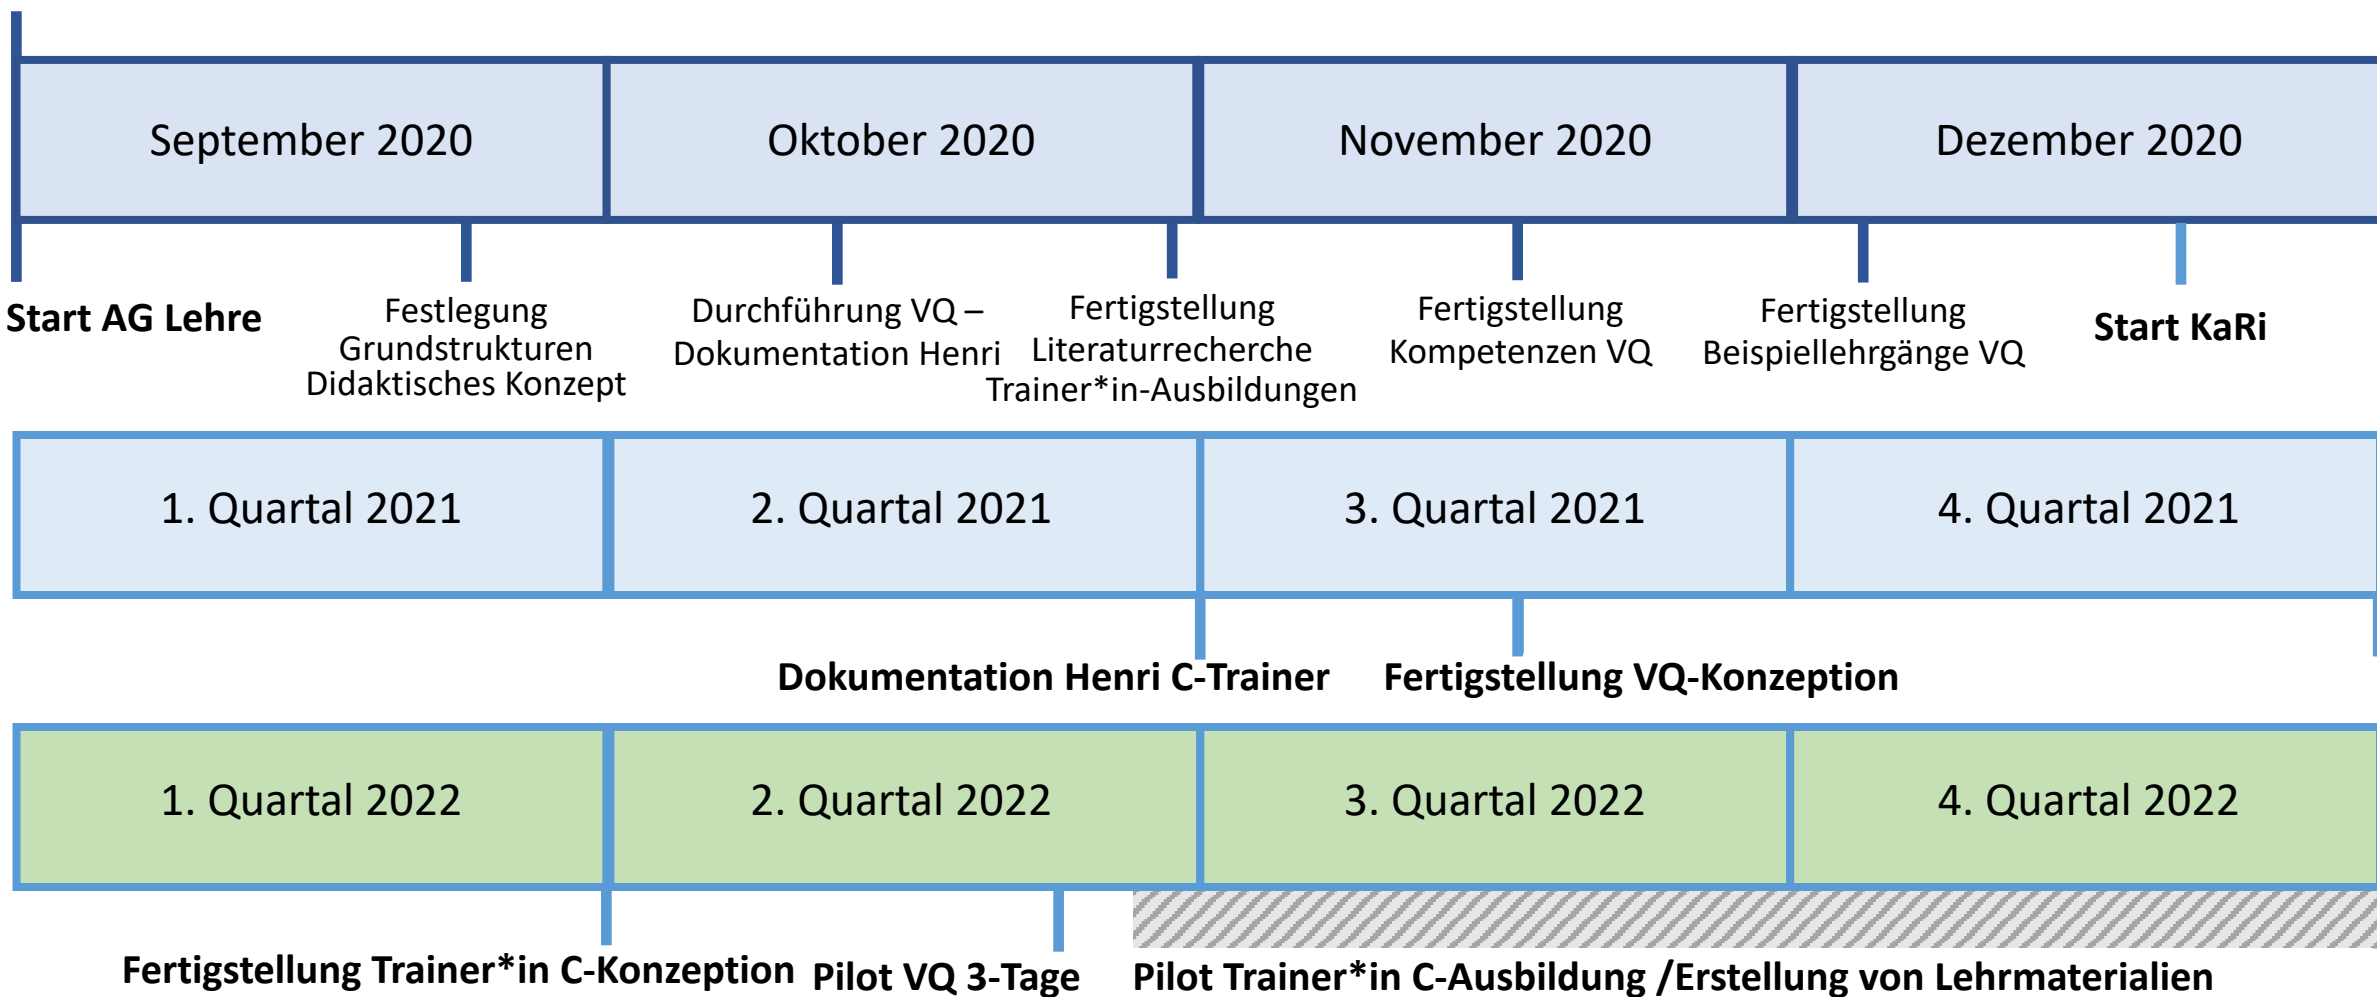 September 2020
Oktober 2020
November 2020
Dezember 2020
Start AG Lehre
Festlegung
Grundstrukturen
Didaktisches Konzept
Durchführung VQ –
Dokumentation Henri
Fertigstellung
Literaturrecherche
Trainer*in-Ausbildungen
Fertigstellung
Kompetenzen VQ
Fertigstellung
Beispiellehrgänge VQ
Start KaRi
1. Quartal 2021
2. Quartal 2021
3. Quartal 2021
4. Quartal 2021
Dokumentation Henri C-Trainer
Fertigstellung VQ-Konzeption
1. Quartal 2022
2. Quartal 2022
3. Quartal 2022
4. Quartal 2022
Fertigstellung Trainer*in C-Konzeption
Pilot VQ 3-Tage
Pilot Trainer*in C-Ausbildung /Erstellung von Lehrmaterialien